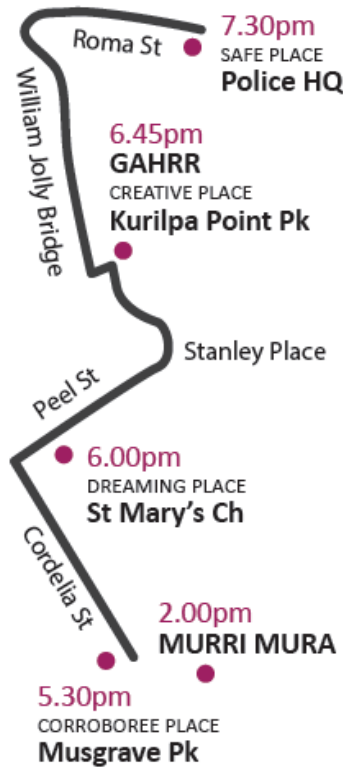 7.30pm
Roma St
SAFE PLACE
Police HQ
William Jolly Bridge
6.45pm
GAHRR
CREATIVE PLACE
Kurilpa Point Pk
Stanley Place
Peel St
6.00pm
DREAMING PLACE
St Mary's Ch
Cordelia St
2.00pm
MURRI MURA
5.30pm
CORROBOREE PLACE
Musgrave Pk